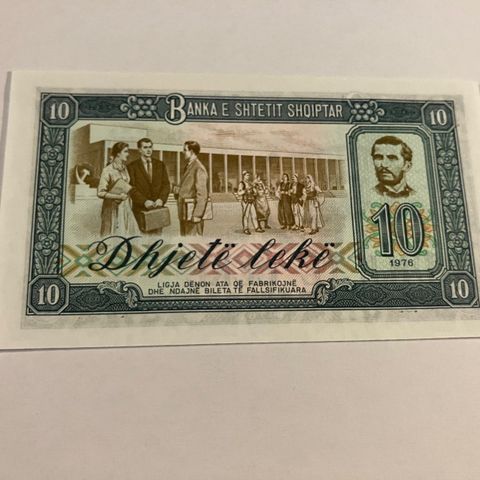 10
BANKA E SHTETIT SHQIPTAR
10
Dhjetë lekë
10
1976
LIGJA DËNON ATA QË FABRIKOJNË
DHE NDAJNË BILETA TË FALLSIFIKUARA
10
10